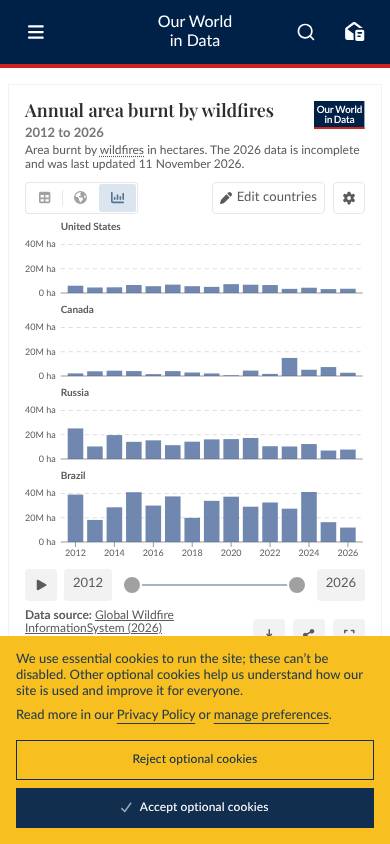 Our World
in Data
Annual area burnt by wildfires
Our World
in Data
2012 to 2026
Area burnt by wildfires in hectares. The 2026 data is incomplete
and was last updated 11 November 2026.
Edit countries
United States
40M ha
20M ha
0 ha
Canada
40M ha
20M ha
0 ha
Russia
40M ha
20M ha
0 ha
Brazil
40M ha
20M ha
0 ha
2012 2014 2016 2018 2020 2022 2024 2026
2012
2026
Data source: Global Wildfire
InformationSystem (2026)
We use essential cookies to run the site; these can't be
disabled. Other optional cookies help us understand how our
site is used and improve it for everyone.
Read more in our Privacy Policy or manage preferences.
Reject optional cookies
Accept optional cookies